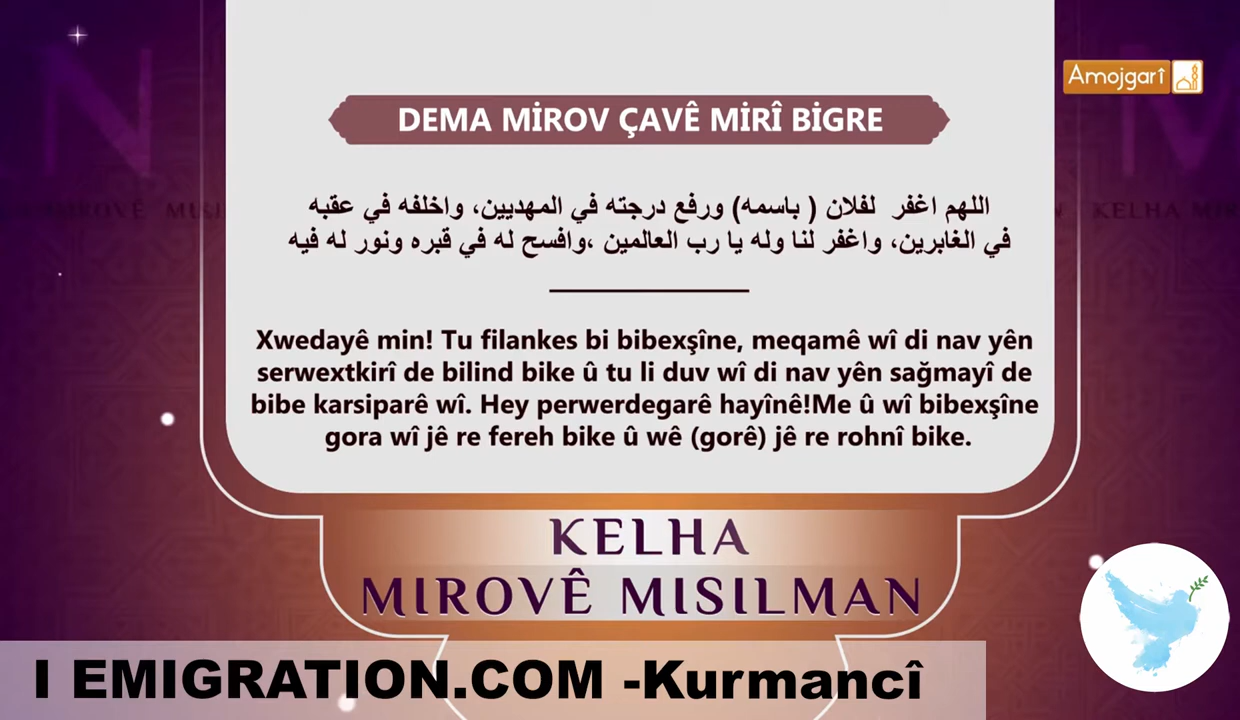 Amojgarî
DEMA MİROV ÇAVÊ MİRÎ BİGRE
اللهم اغفر لفلان ( باسمه) ورفع درجته في المهديين، واخلفه في عقبه
في الغابرين، واغفر لنا وله يا رب العالمين ،وافسح له في قبره ونور له فيه
Xwedayê min! Tu filankes bi bibexşîne, meqamê wî di nav yên
serwextkirî de bilind bike û tu li duv wî di nav yên sağmayî de
bibe karsiparê wî. Hey perwerdegarê hayînê!Me û wî bibexşîne
gora wî jê re fereh bike û wê (gorê) jê re rohnî bike.
KELHA
MIROVÊ MISILMAN
I EMIGRATION.COM -Kurmancî